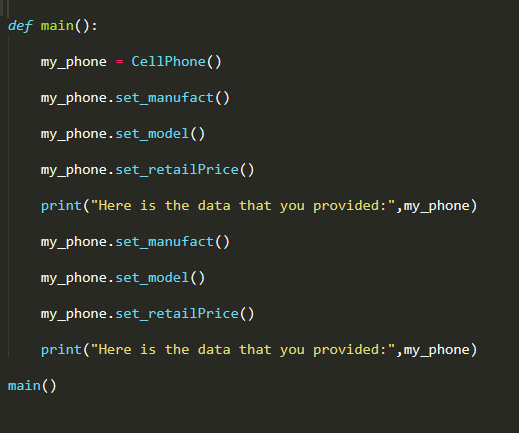 def main():
my_phone = CellPhone()
my_phone.set_manufact()
my_phone.set_model()
my_phone.set_retailPrice()
print("Here is the data that you provided:",my_phone)
my_phone.set_manufact()
my_phone.set_model()
my_phone.set_retailPrice()
print("Here is the data that you provided:",my_phone)
main()